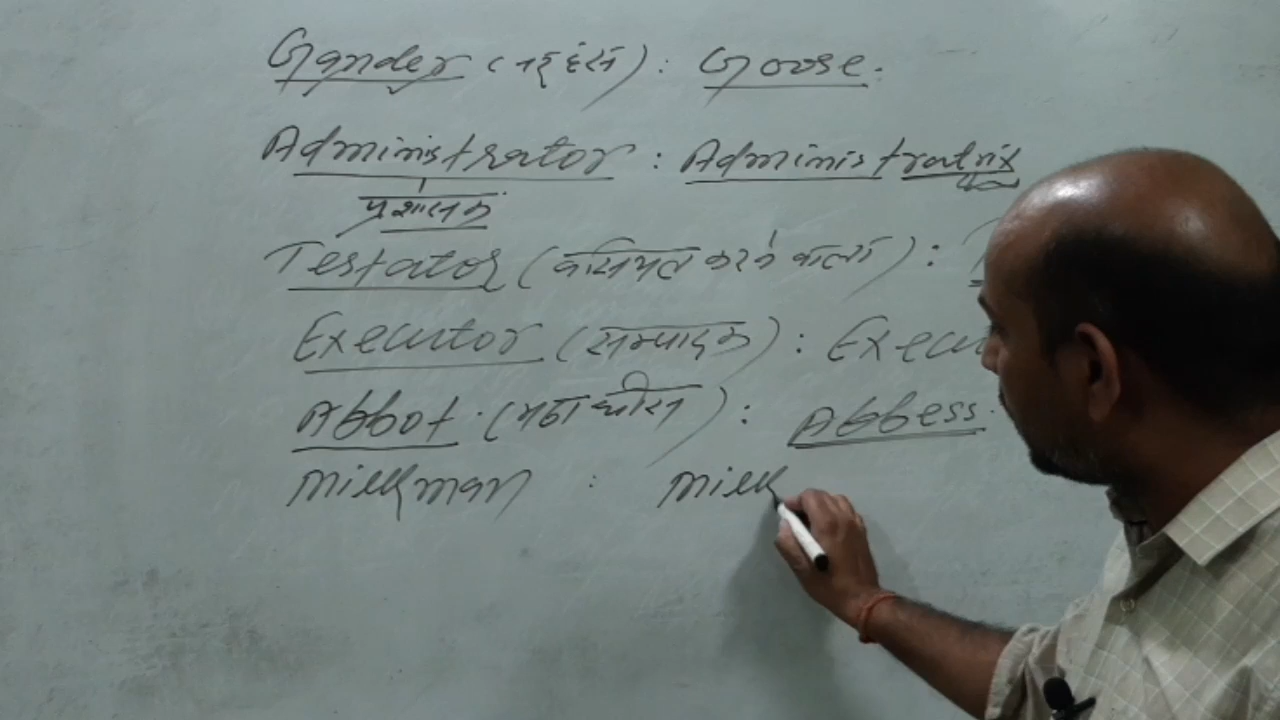 Gander (नर हंस) : Goose.
Administrator : Administratrix
प्रशासक
Testator (वसियत करने वाला) :
Executor (सम्पादक) : Execu
Abbot. (मठाधीश) : Abbess.
milkman : milk